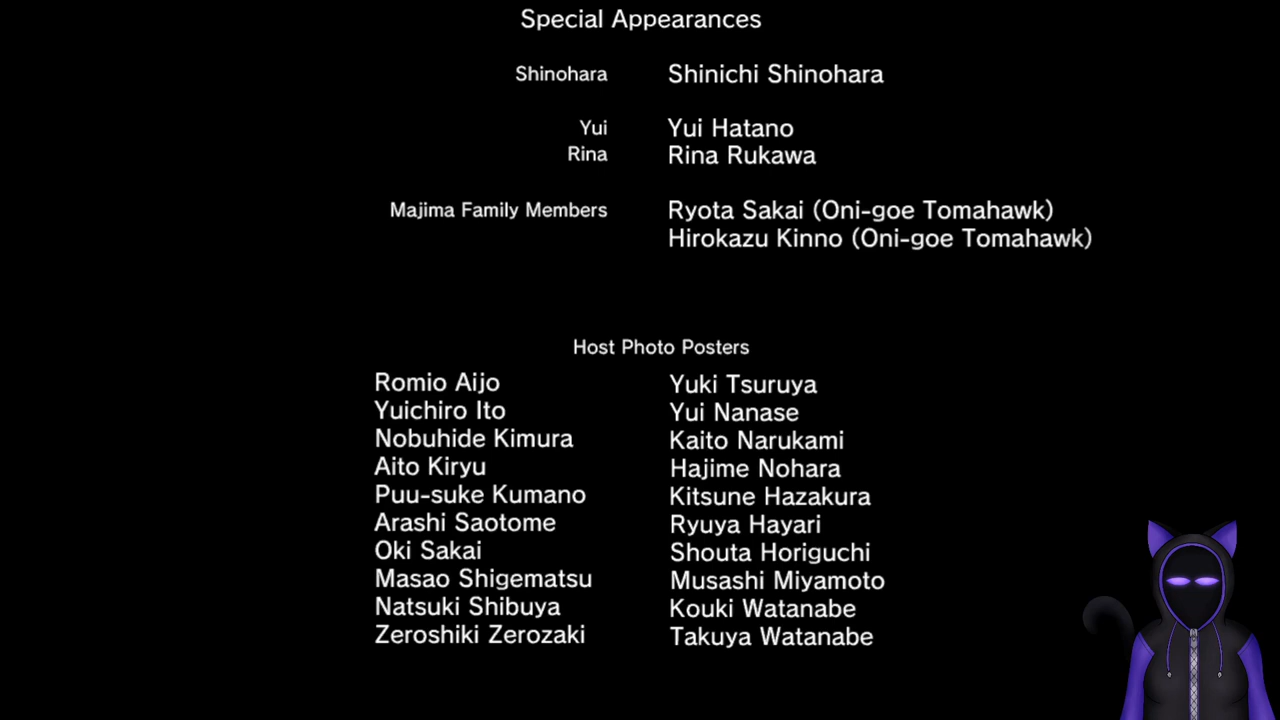 Special Appearances
Shinohara Shinichi Shinohara
Yui Yui Hatano
Rina Rina Rukawa
Majima Family Members Ryota Sakai (Oni-goe Tomahawk)
Hirokazu Kinno (Oni-goe Tomahawk)
Host Photo Posters
Romio Aijo Yuki Tsuruya
Yuichiro Ito Yui Nanase
Nobuhide Kimura Kaito Narukami
Aito Kiryu Hajime Nohara
Puu-suke Kumano Kitsune Hazakura
Arashi Saotome Ryuya Hayari
Oki Sakai Shouta Horiguchi
Masao Shigematsu Musashi Miyamoto
Natsuki Shibuya Kouki Watanabe
Zeroshiki Zerozaki Takuya Watanabe